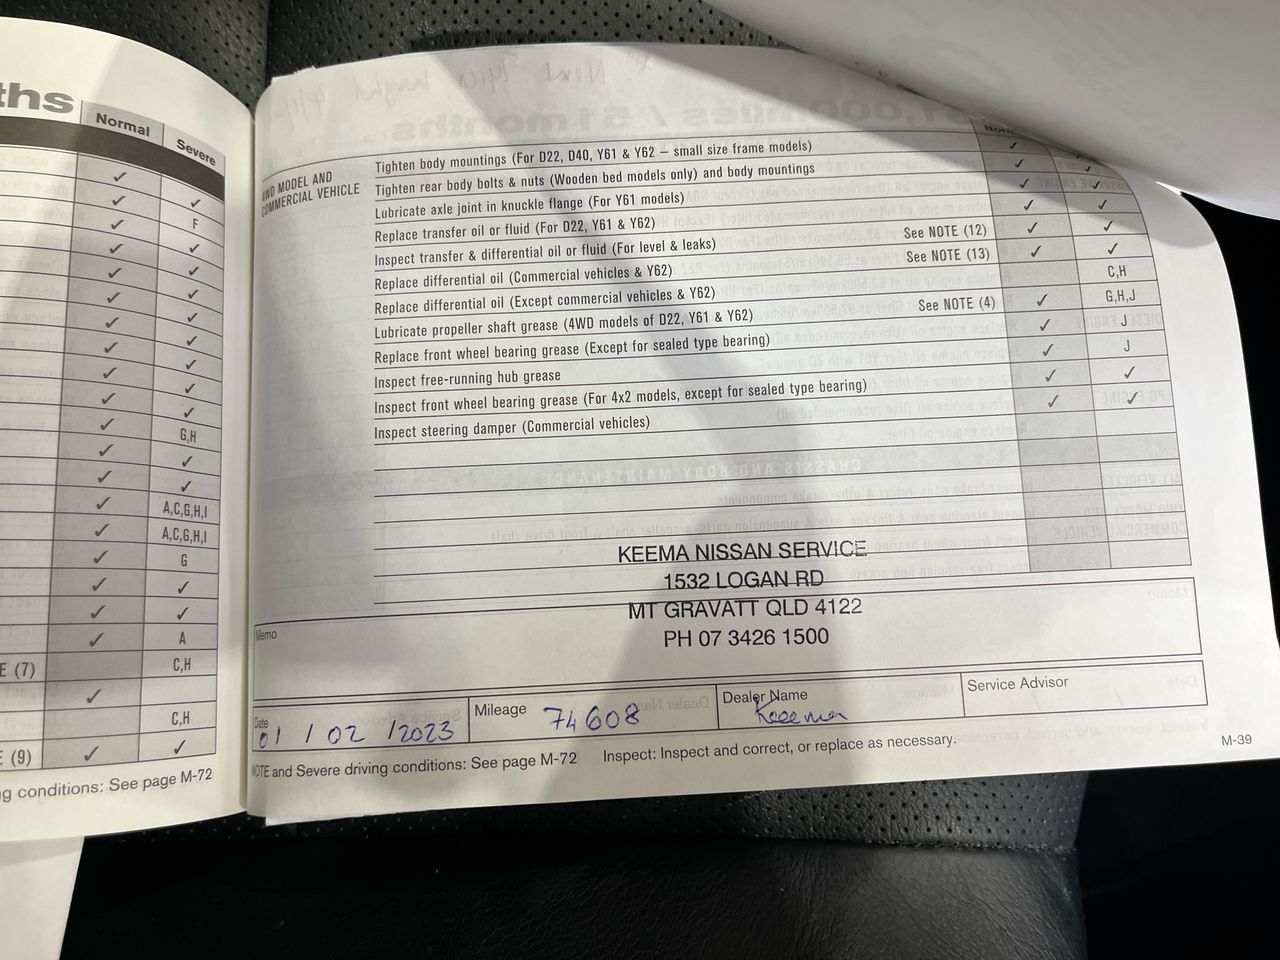 ths
Normal
Severe
F
G,H
A,C,G,H,I
A,C,G,H,I
G
A
C,H
E (7)
C,H
E (9)
g conditions: See page M-72
4WD MODEL AND
COMMERCIAL VEHICLE
Tighten body mountings (For D22, D40, Y61 & Y62 – small size frame models)
Tighten rear body bolts & nuts (Wooden bed models only) and body mountings
Lubricate axle joint in knuckle flange (For Y61 models)
Replace transfer oil or fluid (For D22, Y61 & Y62)
Inspect transfer & differential oil or fluid (For level & leaks) See NOTE (12)
Replace differential oil (Commercial vehicles & Y62) See NOTE (13)
Replace differential oil (Except commercial vehicles & Y62) C,H
Lubricate propeller shaft grease (4WD models of D22, Y61 & Y62) See NOTE (4) G,H,J
Replace front wheel bearing grease (Except for sealed type bearing) J
Inspect free-running hub grease J
Inspect front wheel bearing grease (For 4x2 models, except for sealed type bearing)
Inspect steering damper (Commercial vehicles)
KEEMA NISSAN SERVICE
1532 LOGAN RD
MT GRAVATT QLD 4122
PH 07 3426 1500
Memo
Date 01 / 02 / 2023
Mileage 74608
Dealer Name Keema
Service Advisor
NOTE and Severe driving conditions: See page M-72 Inspect: Inspect and correct, or replace as necessary.
M-39